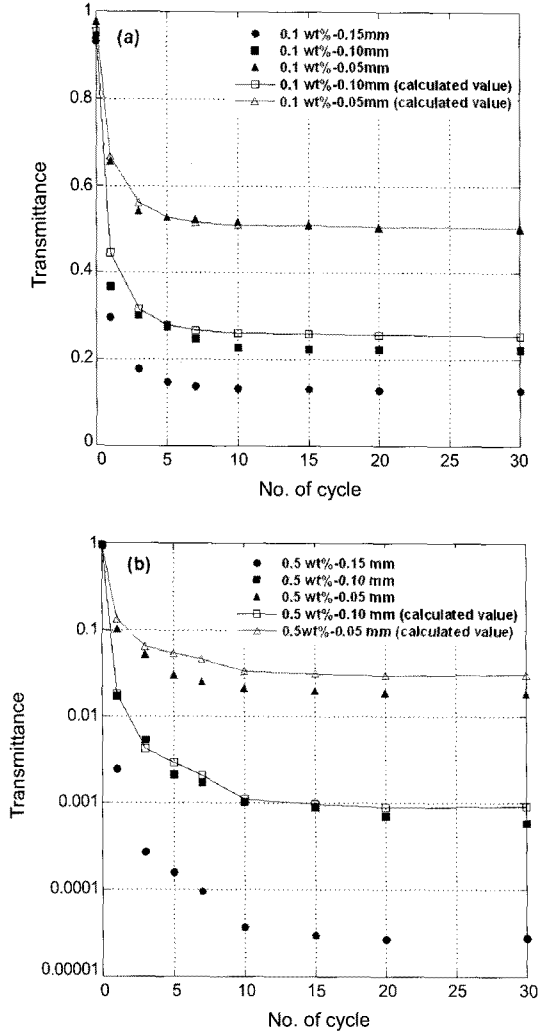 (a)
0.1 wt%-0.15mm
0.1 wt%-0.10mm
0.1 wt%-0.05mm
0.1 wt%-0.10mm (calculated value)
0.1 wt%-0.05mm (calculated value)
1
0.8
0.6
0.4
0.2
0
Transmittance
0 5 10 15 20 25 30
No. of cycle
(b)
0.5 wt%-0.15 mm
0.5 wt%-0.10 mm
0.5 wt%-0.05 mm
0.5 wt%-0.10 mm (calculated value)
0.5wt%-0.05 mm (calculated value)
1
0.1
0.01
0.001
0.0001
0.00001
Transmittance
0 5 10 15 20 25 30
No. of cycle